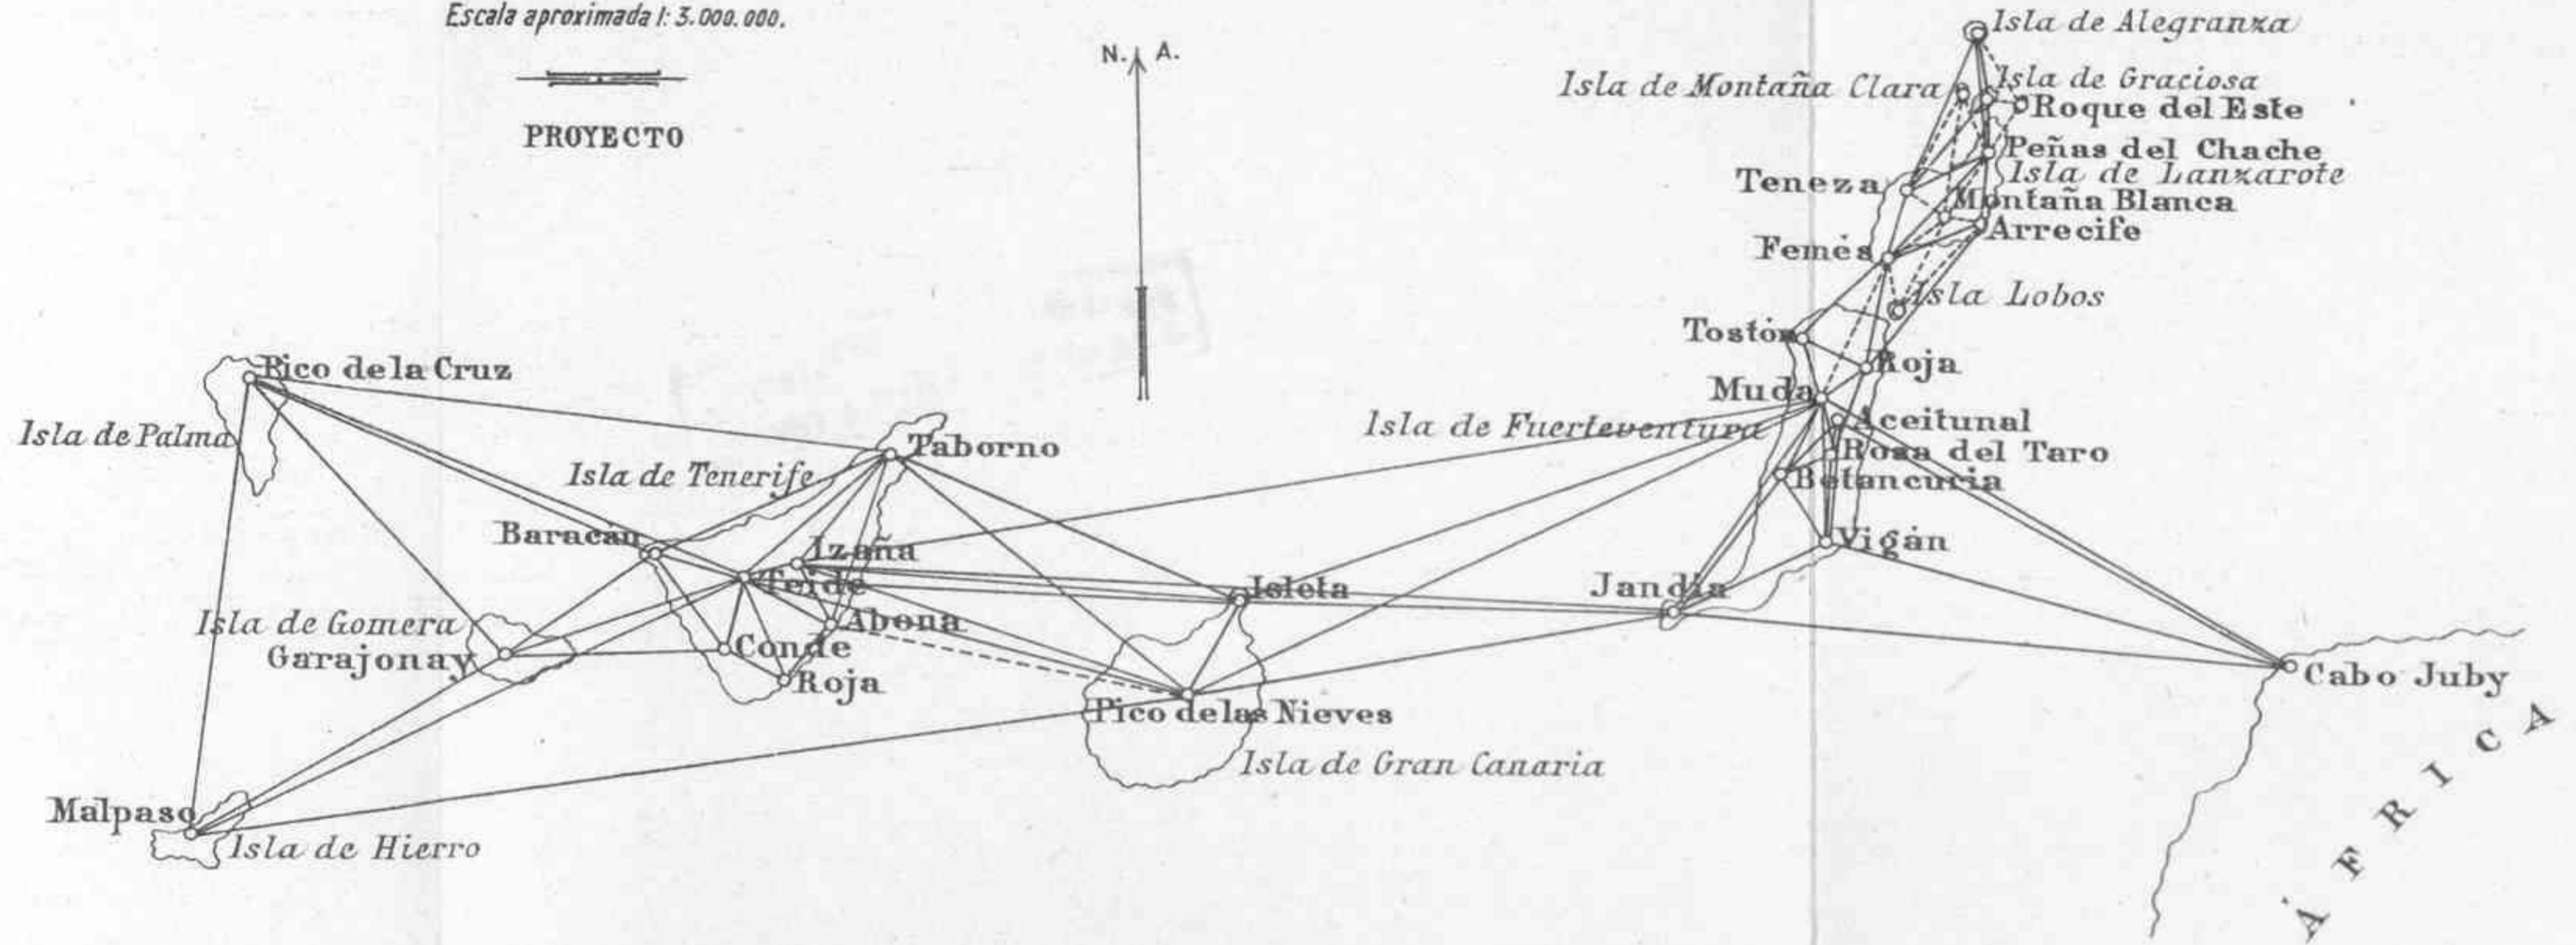 Escala aproximada 1: 3.000.000.
PROYECTO
N. A.
Isla de Alegranza
Isla de Montaña Clara
Isla de Graciosa
Roque del Este
Peñas del Chache
Isla de Lanzarote
Teneza
Montaña Blanca
Arrecife
Femés
Isla Lobos
Tostón
Roja
Muda
Isla de Fuerteventura
Aceitunal
Rosa del Taro
Betancuria
Vigán
Jandía
Cabo Juby
ÁFRICA
Pico de la Cruz
Isla de Palma
Taborno
Isla de Tenerife
Baracán
Izaña
Teide
Abona
Conde
Roja
Isla de Gomera
Garajonay
Isleta
Pico de las Nieves
Isla de Gran Canaria
Malpaso
Isla de Hierro